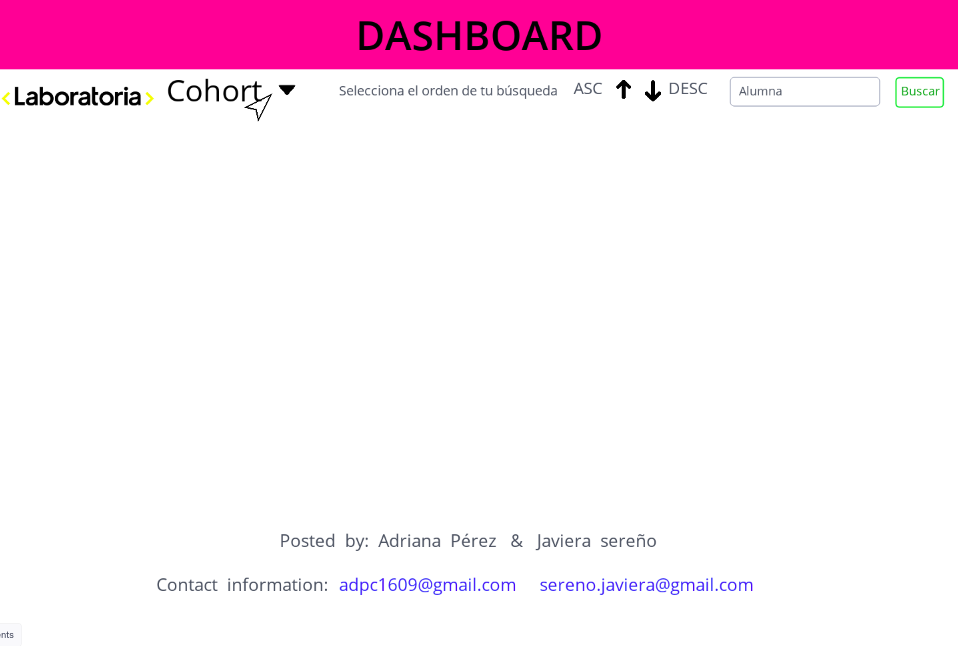 DASHBOARD
<Laboratoria> Cohort Selecciona el orden de tu búsqueda ASC DESC Alumna Buscar
Posted by: Adriana Pérez & Javiera sereño
Contact information: adpc1609@gmail.com sereno.javiera@gmail.com